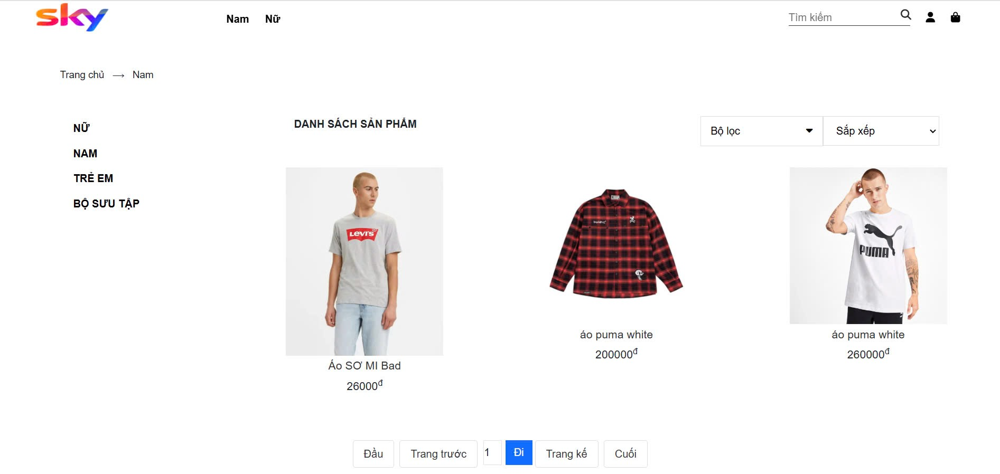 sky
Nam Nữ
Tìm kiếm
Trang chủ ⟶ Nam
NỮ
NAM
TRẺ EM
BỘ SƯU TẬP
DANH SÁCH SẢN PHẨM
Bộ lọc
Sắp xếp
Levi's®
Áo SƠ MI Bad
26000đ
áo puma white
200000đ
PUMA
áo puma white
260000đ
Đầu Trang trước 1 Đi Trang kế Cuối